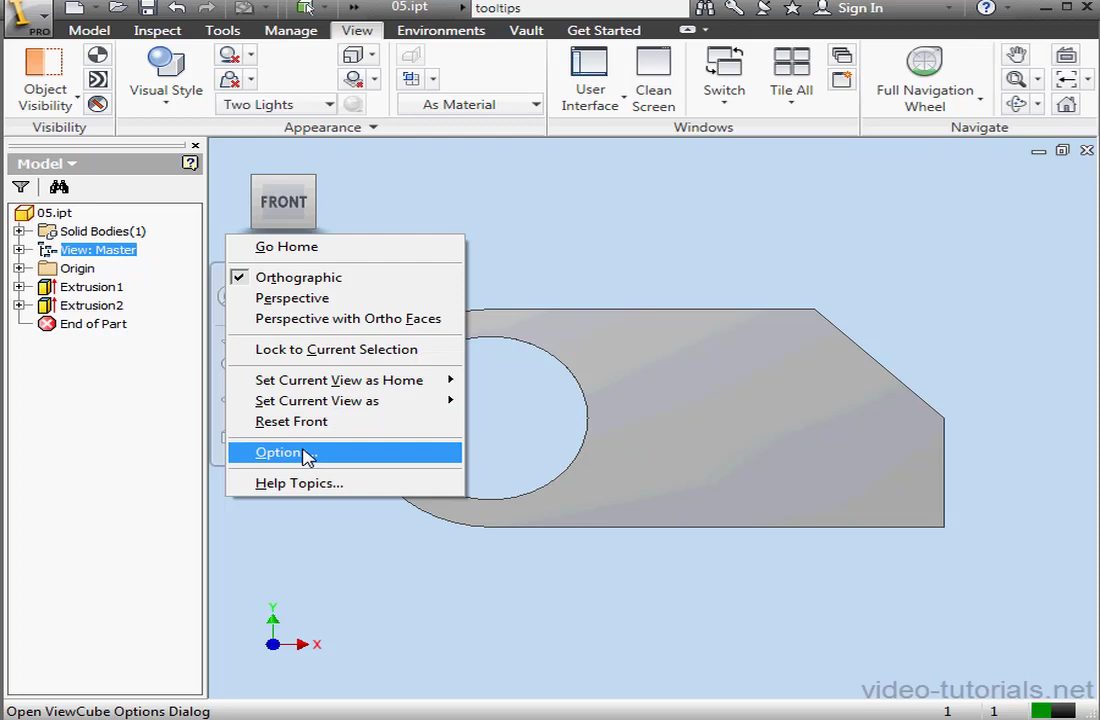 05.ipt
tooltips
Sign In
PRO
Model
Inspect
Tools
Manage
View
Environments
Vault
Get Started
Object
Visibility
Visual Style
Two Lights
As Material
User
Interface
Clean
Screen
Switch
Tile All
Full Navigation
Wheel
Visibility
Appearance
Windows
Navigate
Model
05.ipt
Solid Bodies(1)
View: Master
Origin
Extrusion1
Extrusion2
End of Part
FRONT
Go Home
Orthographic
Perspective
Perspective with Ortho Faces
Lock to Current Selection
Set Current View as Home
Set Current View as
Reset Front
Help Topics...
Y
X
video-tutorials.net
Open ViewCube Options Dialog
1
1